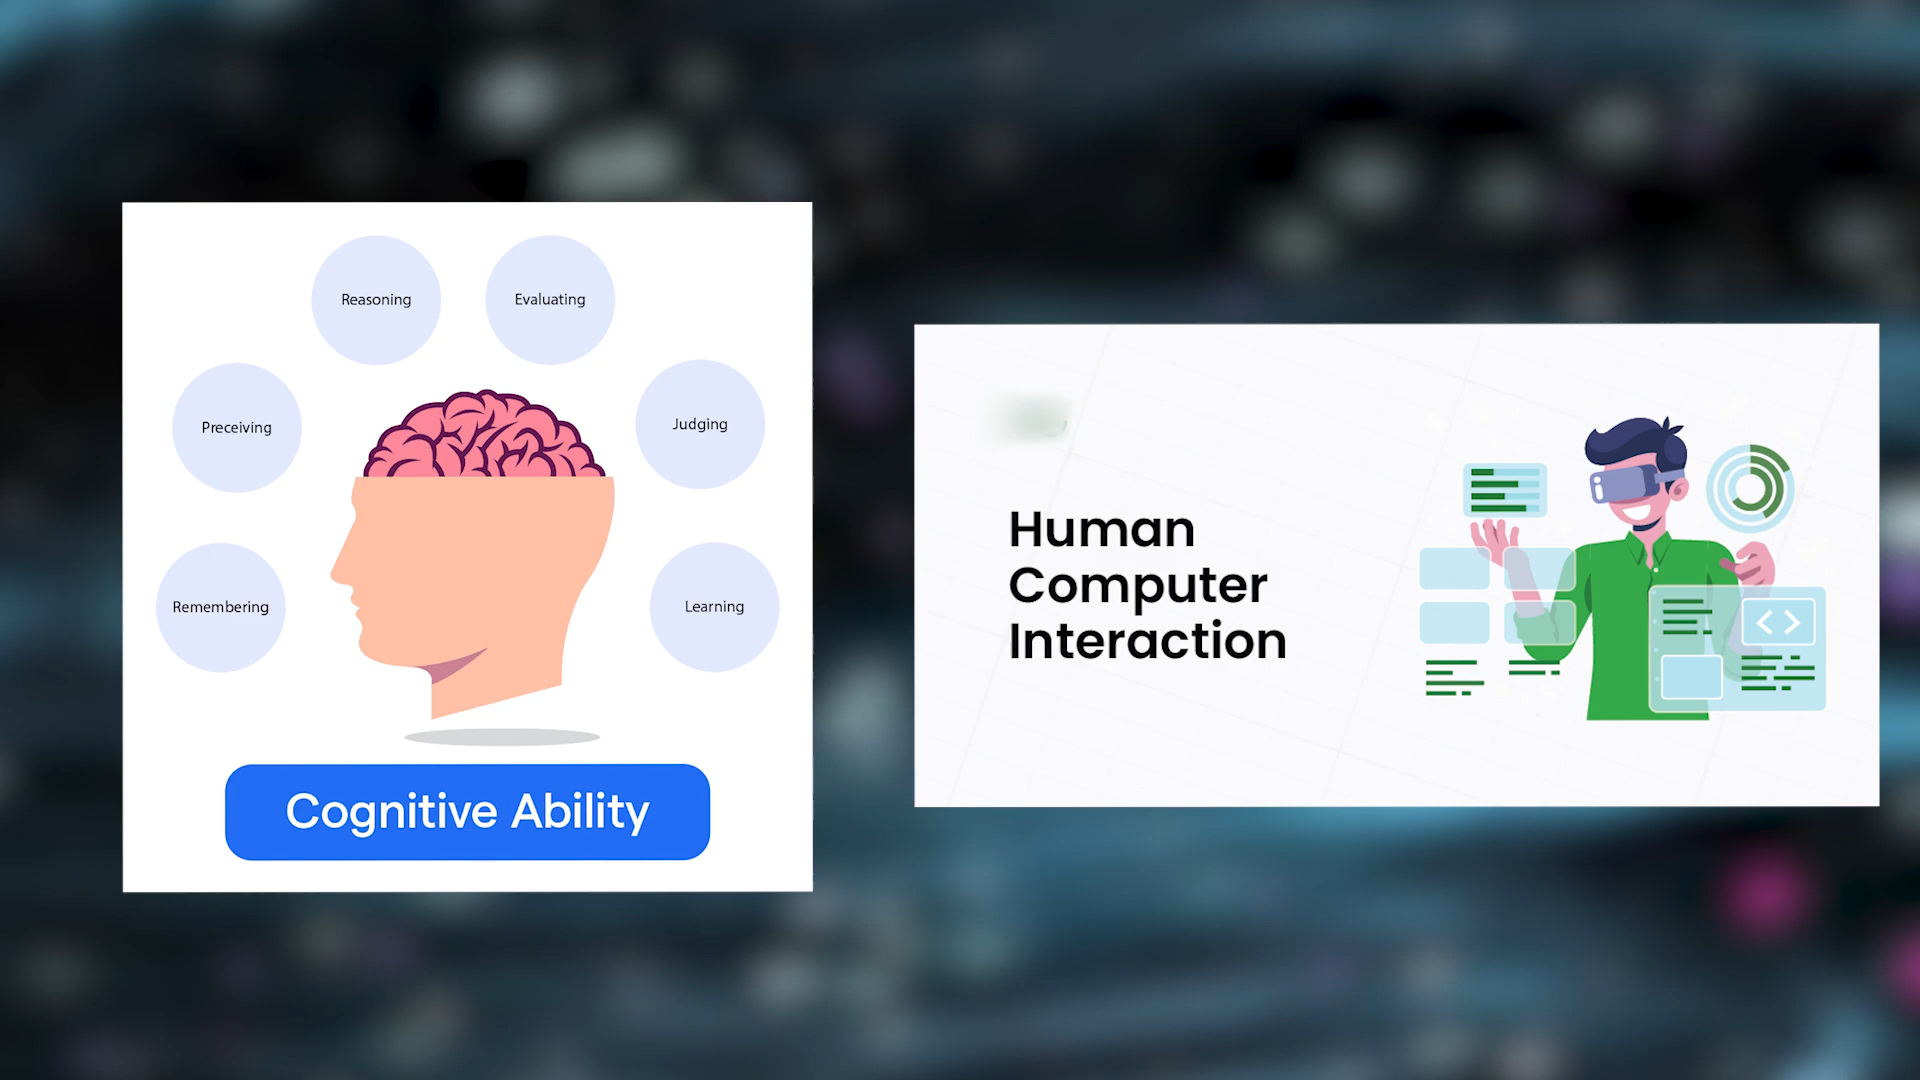 Reasoning
Evaluating
Preceiving
Judging
Remembering
Learning
Cognitive Ability
Human
Computer
Interaction